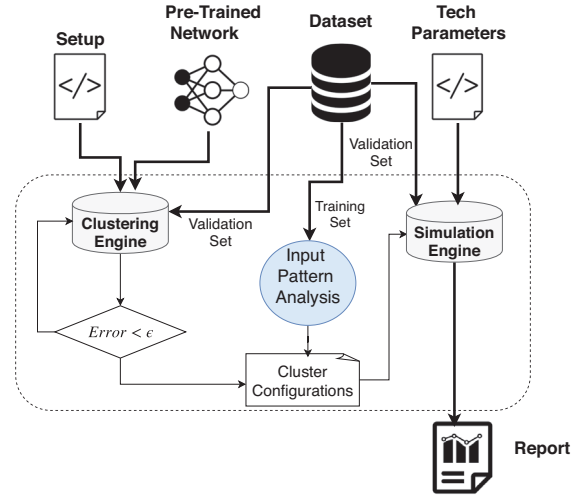 Setup
</>
Pre-Trained
Network
Dataset
Tech
Parameters
</>
Validation
Set
Validation
Set
Training
Set
Clustering
Engine
Input
Pattern
Analysis
Simulation
Engine
Error < ϵ
Cluster
Configurations
Report